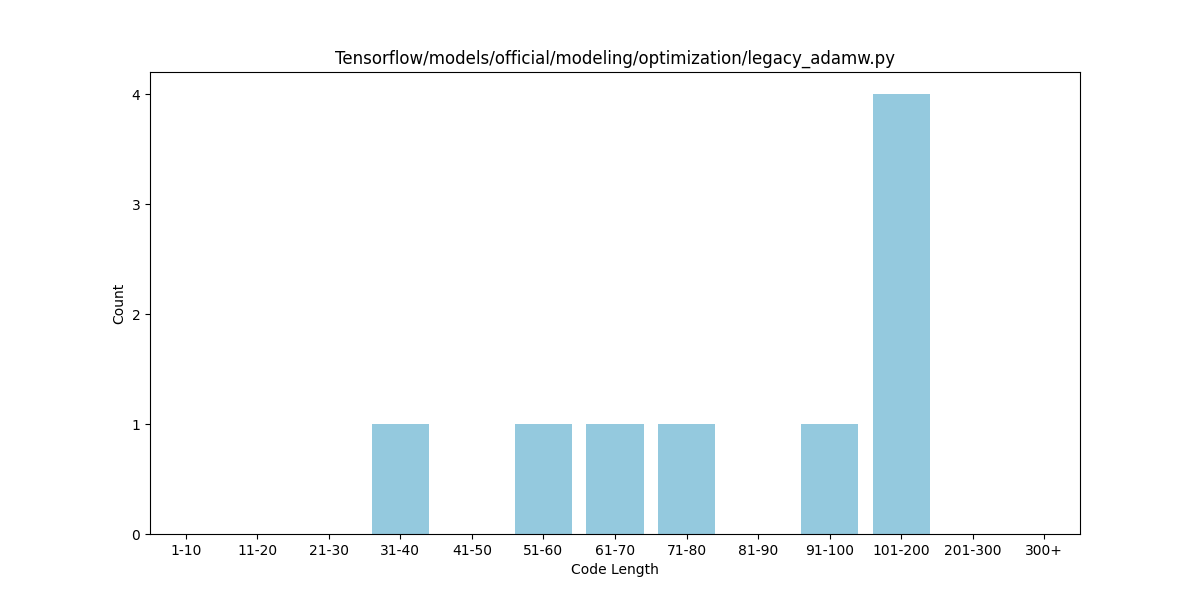 Tensorflow/models/official/modeling/optimization/legacy_adamw.py
4
3
2
1
0
Count
1-10 11-20 21-30 31-40 41-50 51-60 61-70 71-80 81-90 91-100 101-200 201-300 300+
Code Length